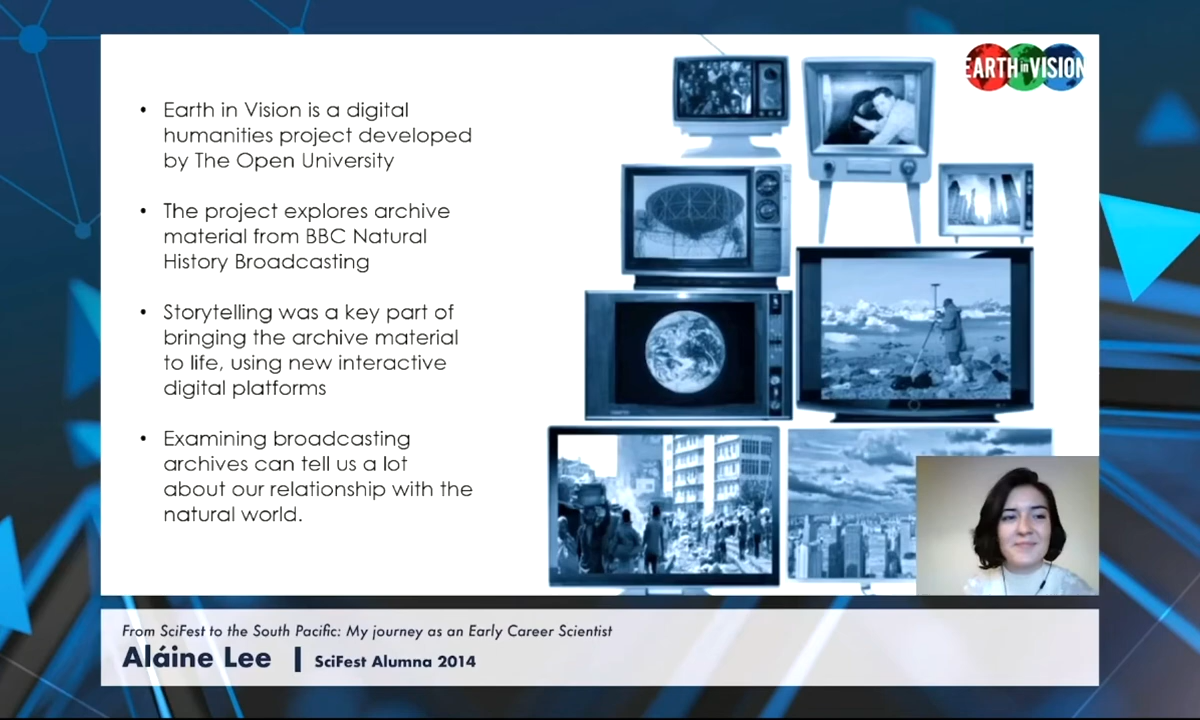 EARTH in VISION
• Earth in Vision is a digital
humanities project developed
by The Open University
• The project explores archive
material from BBC Natural
History Broadcasting
• Storytelling was a key part of
bringing the archive material
to life, using new interactive
digital platforms
• Examining broadcasting
archives can tell us a lot
about our relationship with the
natural world.
From SciFest to the South Pacific: My journey as an Early Career Scientist
Aláine Lee | SciFest Alumna 2014